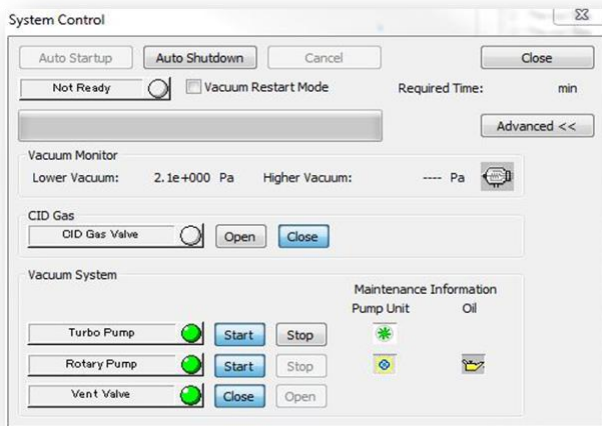 System Control
Auto Startup Auto Shutdown Cancel Close
Not Ready Vacuum Restart Mode Required Time: min
Advanced <<
Vacuum Monitor
Lower Vacuum: 2.1e+000 Pa Higher Vacuum: ---- Pa
CID Gas
CID Gas Valve Open Close
Vacuum System
Maintenance Information
Pump Unit Oil
Turbo Pump Start Stop
Rotary Pump Start Stop
Vent Valve Close Open